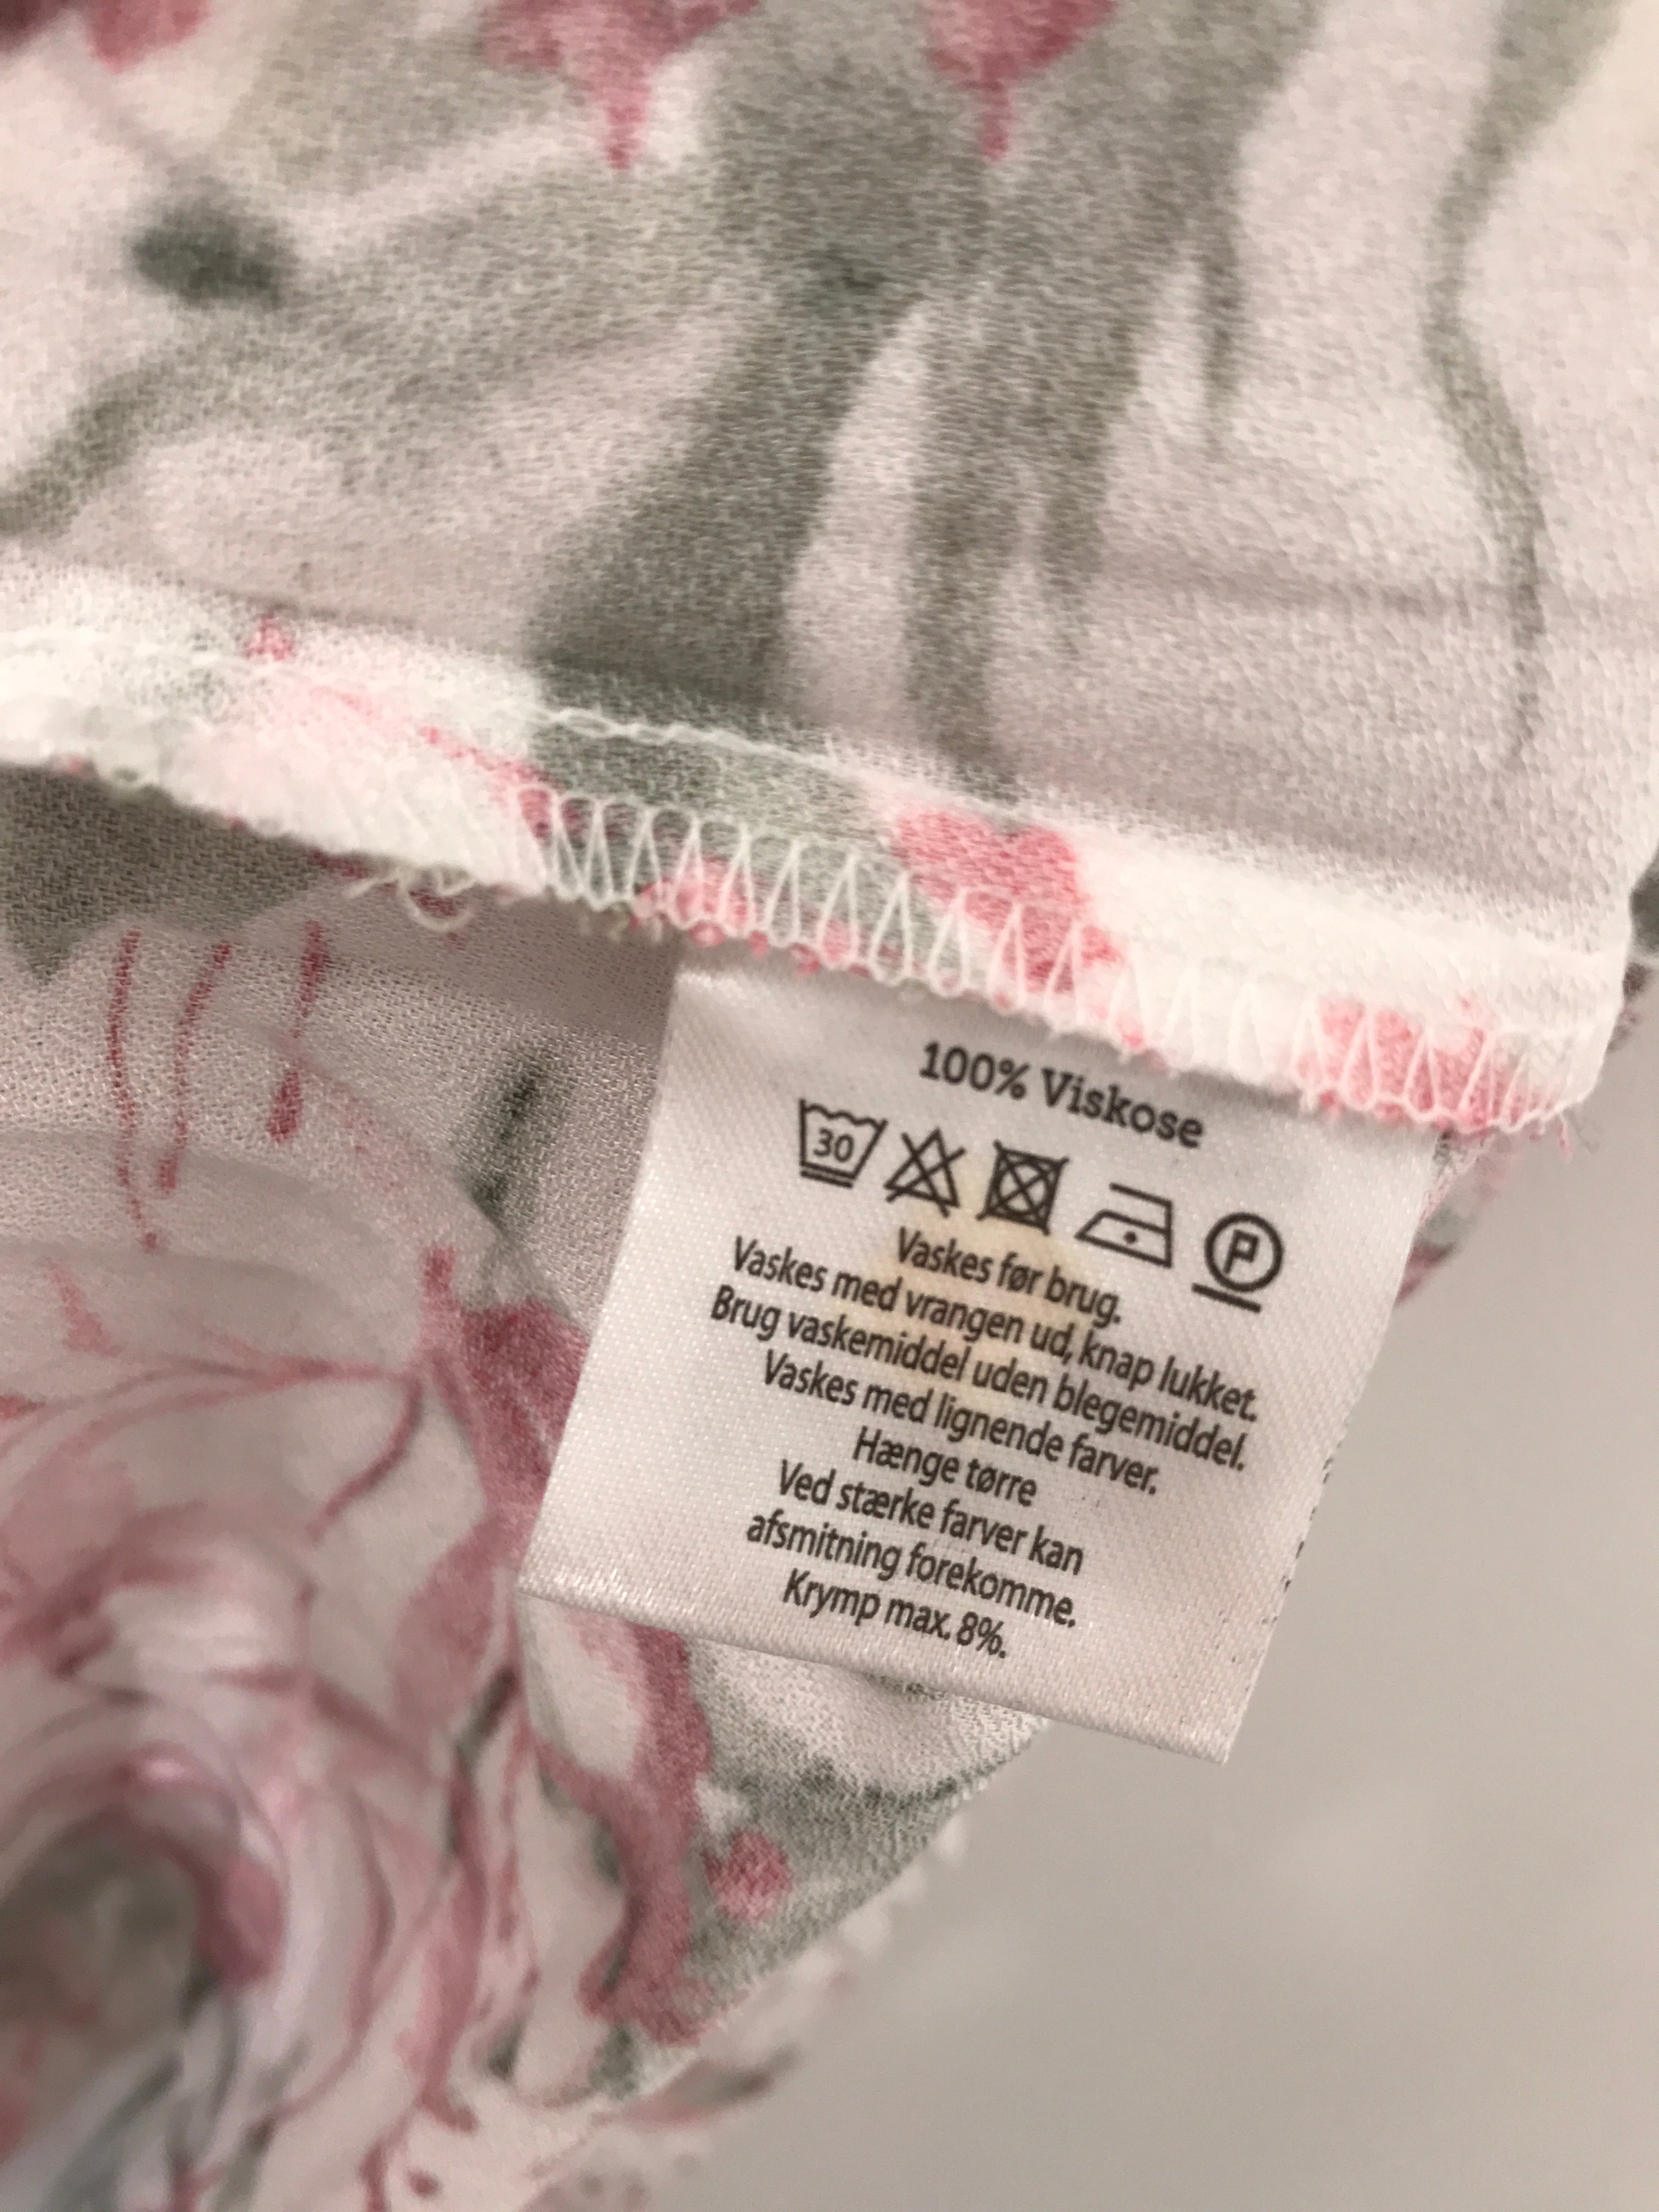 100% Viskose
30
P
Vaskes før brug.
Vaskes med vrangen ud, knap lukket.
Brug vaskemiddel uden blegemiddel.
Vaskes med lignende farver.
Hænge tørre
Ved stærke farver kan
afsmitning forekomme.
Krymp max. 8%.